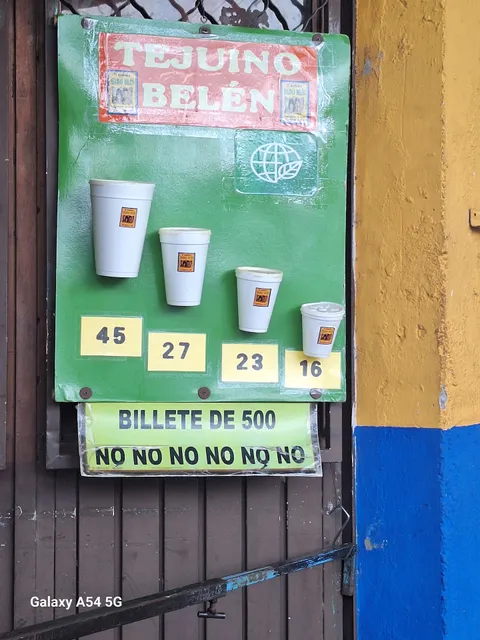 TEJUINO
BELÉN
45
27
23
16
BILLETE DE 500
NO NO NO NO NO NO
Galaxy A54 5G